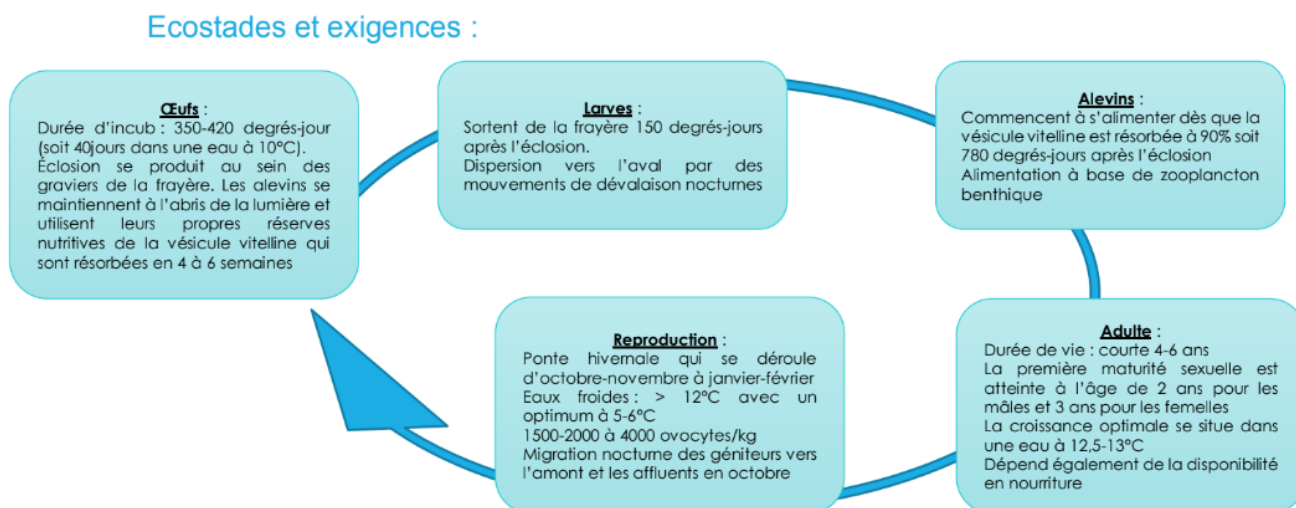 Ecostades et exigences :
Œufs :
Durée d'incub : 350-420 degrés-jour
(soit 40jours dans une eau à 10°C).
Éclosion se produit au sein des
graviers de la frayère. Les alevins se
maintiennent à l'abris de la lumière et
utilisent leurs propres réserves
nutritives de la vésicule vitelline qui
sont résorbées en 4 à 6 semaines
Larves :
Sortent de la frayère 150 degrés-jours
après l'éclosion.
Dispersion vers l'aval par des
mouvements de dévalaison nocturnes
Alevins :
Commencent à s'alimenter dès que la
vésicule vitelline est résorbée à 90% soit
780 degrés-jours après l'éclosion
Alimentation à base de zooplancton
benthique
Adulte :
Durée de vie : courte 4-6 ans
La première maturité sexuelle est
atteinte à l'âge de 2 ans pour les
mâles et 3 ans pour les femelles
La croissance optimale se situe dans
une eau à 12,5-13°C
Dépend également de la disponibilité
en nourriture
Reproduction :
Ponte hivernale qui se déroule
d'octobre-novembre à janvier-février
Eaux froides : > 12°C avec un
optimum à 5-6°C
1500-2000 à 4000 ovocytes/kg
Migration nocturne des géniteurs vers
l'amont et les affluents en octobre